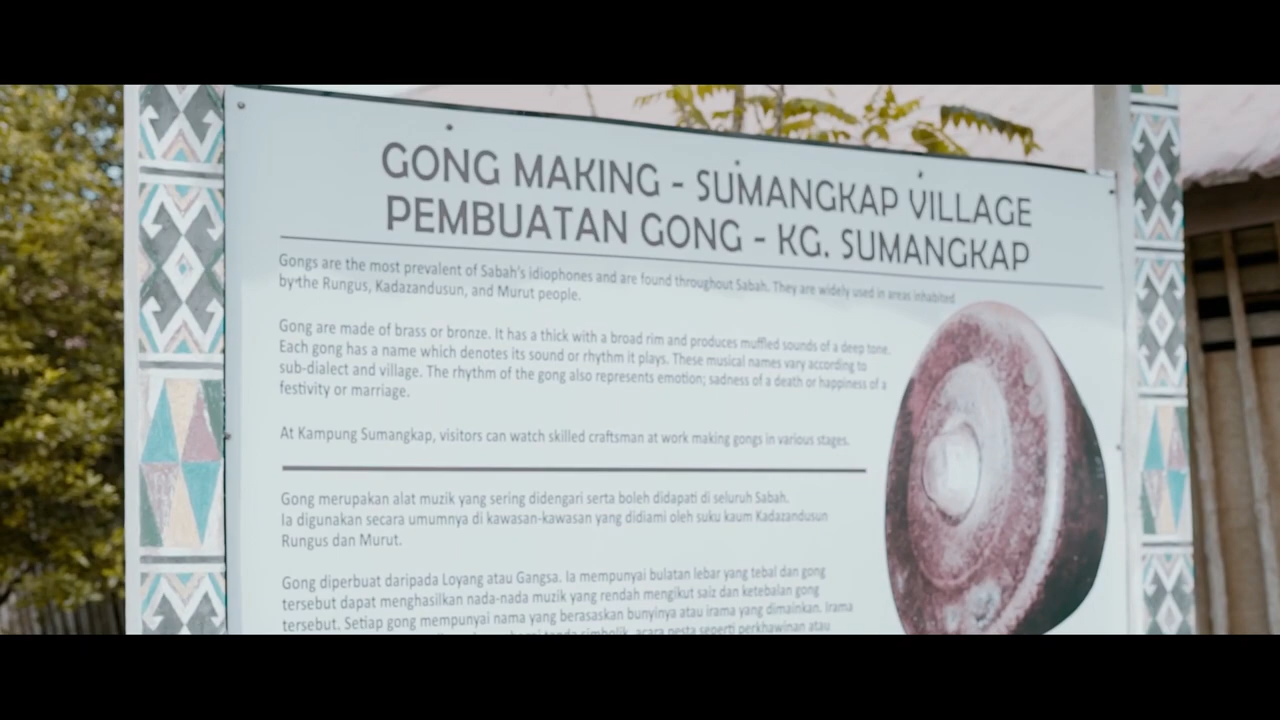 GONG MAKING - SUMANGKAP VILLAGE
PEMBUATAN GONG - KG. SUMANGKAP
Gongs are the most prevalent of Sabah's idiophones and are found throughout Sabah. They are widely used in areas inhabited
by the Rungus, Kadazandusun, and Murut people.
Gong are made of brass or bronze. It has a thick with a broad rim and produces muffled sounds of a deep tone.
Each gong has a name which denotes its sound or rhythm it plays. These musical names vary according to
sub-dialect and village. The rhythm of the gong also represents emotion; sadness of a death or happiness of a
festivity or marriage.
At Kampung Sumangkap, visitors can watch skilled craftsman at work making gongs in various stages.
Gong merupakan alat muzik yang sering didengari serta boleh didapati di seluruh Sabah.
Ia digunakan secara umumnya di kawasan-kawasan yang didiami oleh suku kaum Kadazandusun
Rungus dan Murut.
Gong diperbuat daripada Loyang atau Gangsa. Ia mempunyai bulatan lebar yang tebal dan gong
tersebut dapat menghasilkan nada-nada muzik yang rendah mengikut saiz dan ketebalan gong
tersebut. Setiap gong mempunyai nama yang berasaskan bunyinya atau irama yang dimainkan. Irama
simbolik, acara pesta seperti perkhawinan atau